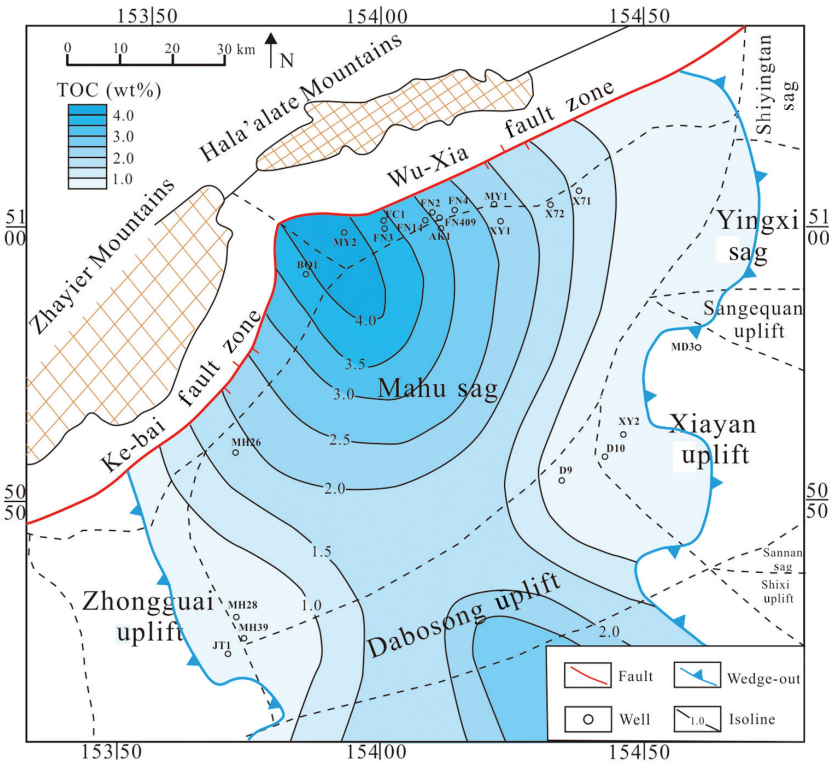 153|50
154|00
154|50
0
10
20
30 km
N
TOC (wt%)
4.0
3.0
2.0
1.0
Hala'alate Mountains
Zhayier Mountains
Wu-Xia fault zone
Ke-bai fault zone
Shiyingtan
sag
51
00
51
00
Yingxi
sag
Sangequan
uplift
FC1
FN2
FN4
MY1
X72
X71
MY2
FN3
FN14
FN409
AK1
XY1
BQ1
MD3
4.0
3.5
3.0
Mahu sag
2.5
2.0
MH26
XY2
D10
D9
Xiayan
uplift
50
50
50
50
1.5
1.0
Sannan
sag
Shixi
uplift
Zhongguai
uplift
MH28
MH39
JT1
Dabosong uplift
2.0
Fault
Wedge-out
Well
1.0
Isoline
153|50
154|00
154|50